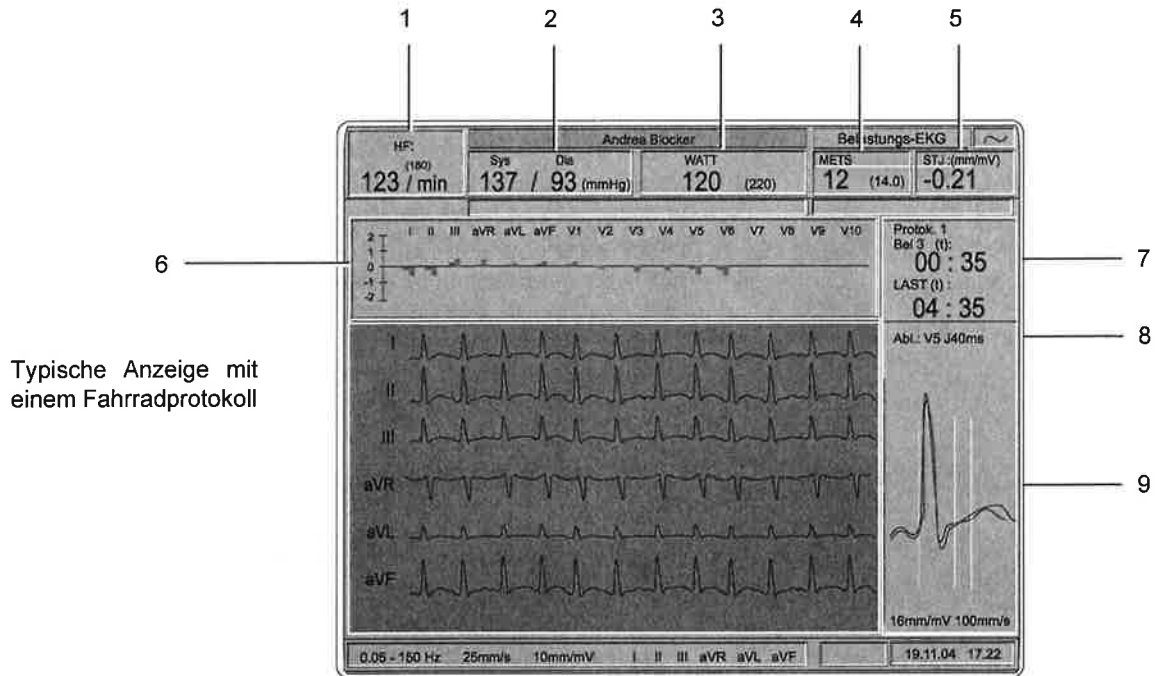 1 2 3 4 5
HF:
(180)
123 / min
Andrea Blocker
Belastungs-EKG
Sys Dia
137 / 93 (mmHg)
WATT
120 (220)
METS
12 (14.0)
STJ :(mm/mV)
-0.21
6
2
1
0
-1
-2
I II III aVR aVL aVF V1 V2 V3 V4 V5 V6 V7 V8 V9 V10
Protok. 1
Bel 3 (t):
00 : 35
LAST (t) :
04 : 35
7
Typische Anzeige mit
einem Fahrradprotokoll
I
II
III
aVR
aVL
aVF
Abl.: V5 J40ms
8
9
16mm/mV 100mm/s
0.05 - 150 Hz 25mm/s 10mm/mV I II III aVR aVL aVF
19.11.04 17.22